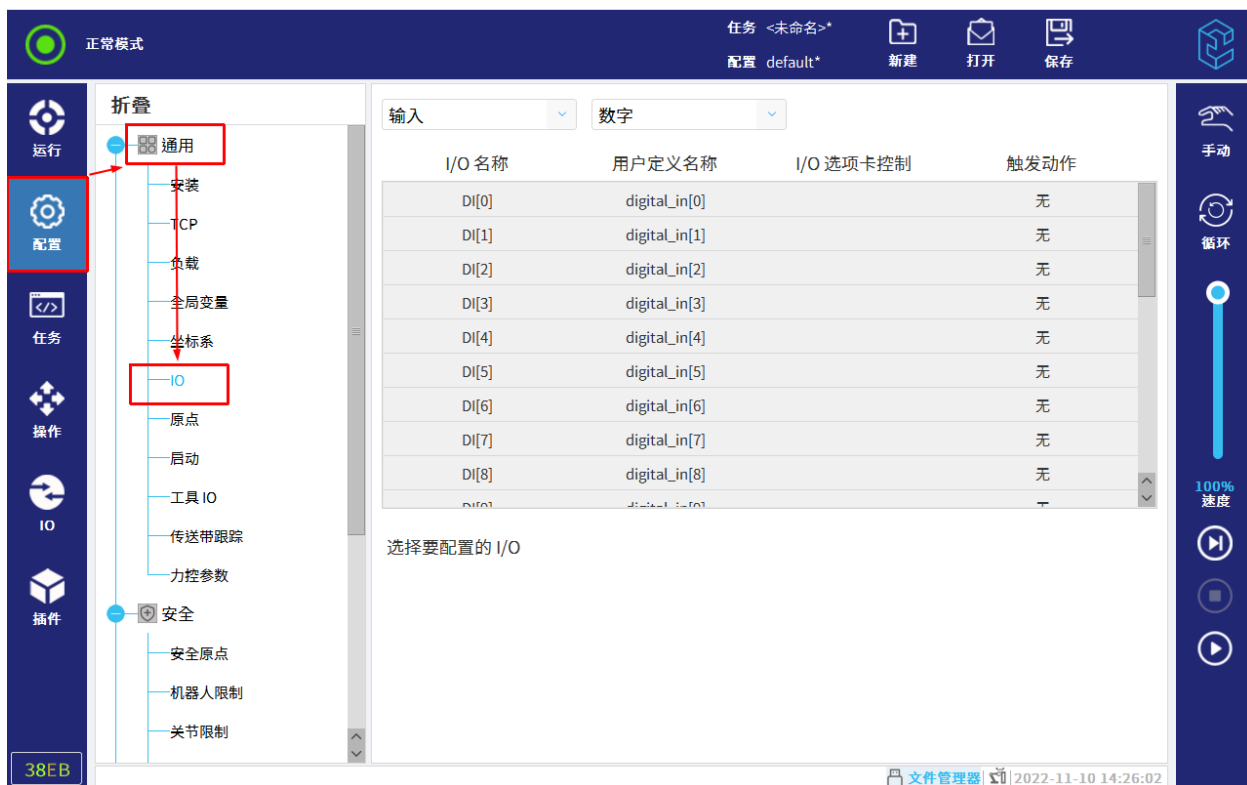 正常模式
任务 <未命名>*
配置 default*
新建
打开
保存
运行
配置
任务
操作
IO
插件
38EB
折叠
通用
安装
TCP
负载
全局变量
坐标系
IO
原点
启动
工具 IO
传送带跟踪
力控参数
安全
安全原点
机器人限制
关节限制
输入 数字
I/O 名称 用户定义名称 I/O 选项卡控制 触发动作
DI[0] digital_in[0] 无
DI[1] digital_in[1] 无
DI[2] digital_in[2] 无
DI[3] digital_in[3] 无
DI[4] digital_in[4] 无
DI[5] digital_in[5] 无
DI[6] digital_in[6] 无
DI[7] digital_in[7] 无
DI[8] digital_in[8] 无
选择要配置的 I/O
手动
循环
100%
速度
文件管理器 2022-11-10 14:26:02